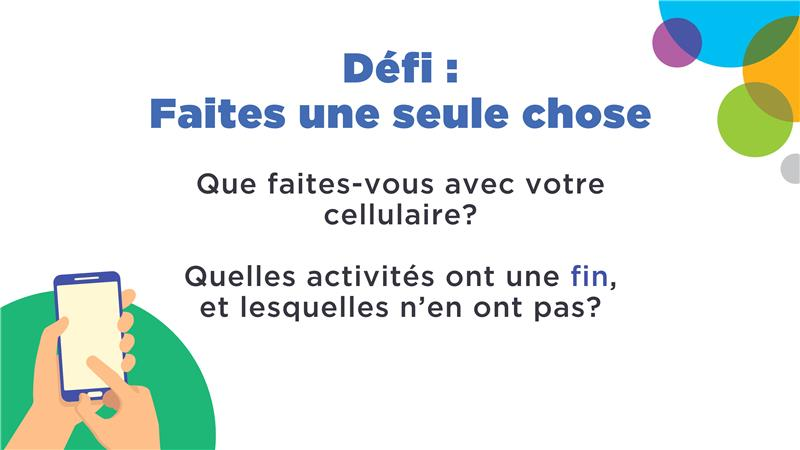 Défi :
Faites une seule chose
Que faites-vous avec votre
cellulaire?
Quelles activités ont une fin,
et lesquelles n’en ont pas?